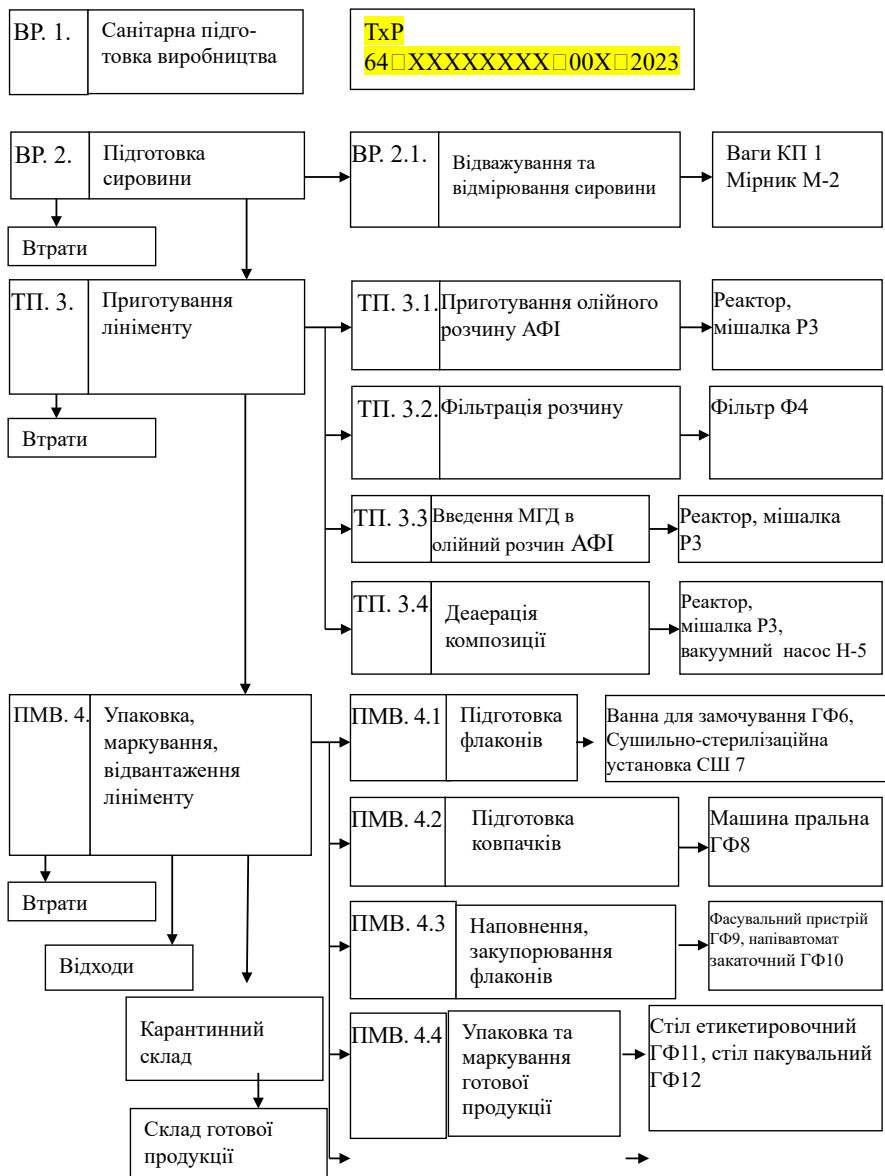 ВР. 1.
Санітарна підго-
товка виробництва
ТхР
64□XXXXXXXX□00X□2023
ВР. 2.
Підготовка
сировини
ВР. 2.1.
Відважування та
відмірювання сировини
Ваги КП 1
Мірник М-2
Втрати
ТП. 3.
Приготування
лініменту
ТП. 3.1.
Приготування олійного
розчину АФІ
Реактор,
мішалка Р3
Втрати
ТП. 3.2.
Фільтрація розчину
Фільтр Ф4
ТП. 3.3
Введення МГД в
олійний розчин АФІ
Реактор, мішалка
Р3
ТП. 3.4.
Деаерація
композиції
Реактор,
мішалка Р3,
вакуумний насос Н-5
ПМВ. 4.
Упаковка,
маркування,
відвантаження
лініменту
ПМВ. 4.1
Підготовка
флаконів
Ванна для замочування ГФ6,
Сушильно-стерилізаційна
установка СШ 7
ПМВ. 4.2
Підготовка
ковпачків
Машина пральна
ГФ8
Втрати
Відходи
ПМВ. 4.3
Наповнення,
закупорювання
флаконів
Фасувальний пристрій
ГФ9, напівавтомат
закаточний ГФ10
Карантинний
склад
ПМВ. 4.4
Упаковка та
маркування
готової
продукції
Стіл етикетировочний
ГФ11, стіл пакувальний
ГФ12
Склад готової
продукції